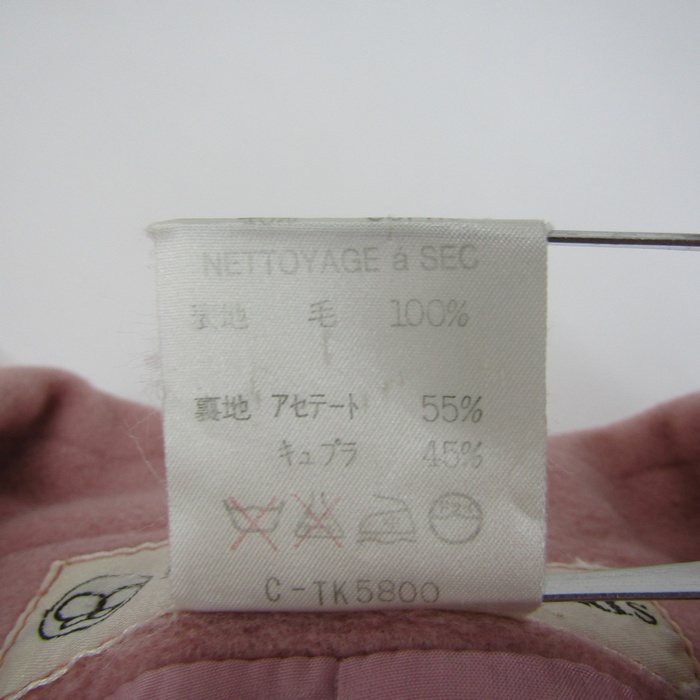 NETTOYAGE à SEC
表地 毛 100%
裏地 アセテート 55%
キュプラ 45%
C-TK5800